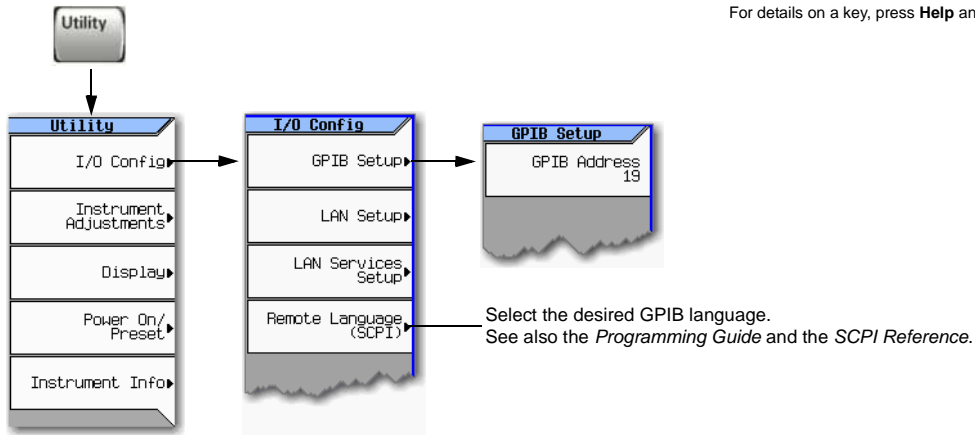 For details on a key, press Help an
Utility
Utility
I/O Config
Instrument
Adjustments
Display
Power On/
Preset
Instrument Info
I/O Config
GPIB Setup
LAN Setup
LAN Services
Setup
Remote Language
(SCPI)
GPIB Setup
GPIB Address
19
Select the desired GPIB language.
See also the Programming Guide and the SCPI Reference.